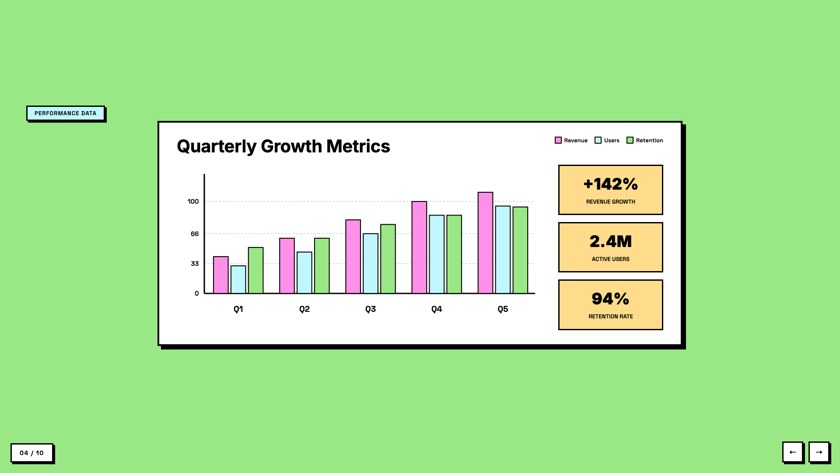 PERFORMANCE DATA
Quarterly Growth Metrics
Revenue
Users
Retention
100
66
33
0
Q1
Q2
Q3
Q4
Q5
+142%
REVENUE GROWTH
2.4M
ACTIVE USERS
94%
RETENTION RATE
04 / 10
← →